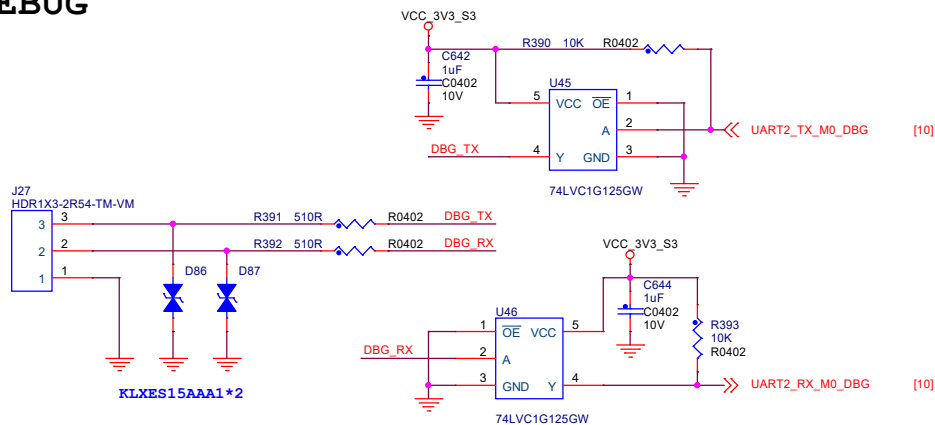 EBUG
VCC_3V3_S3
R390 10K R0402
C642
1uF
C0402
10V
U45
5 VCC OE 1
A 2
UART2_TX_M0_DBG [10]
DBG_TX 4 Y GND 3
74LVC1G125GW
J27
HDR1X3-2R54-TM-VM
3 3 R391 510R R0402 DBG_TX
2 2 R392 510R R0402 DBG_RX
1 1
D86 D87
KLXES15AAA1*2
VCC_3V3_S3
C644
1uF
C0402
10V
R393
10K
R0402
U46
1 OE VCC 5
DBG_RX 2 A
3 GND Y 4
UART2_RX_M0_DBG [10]
74LVC1G125GW